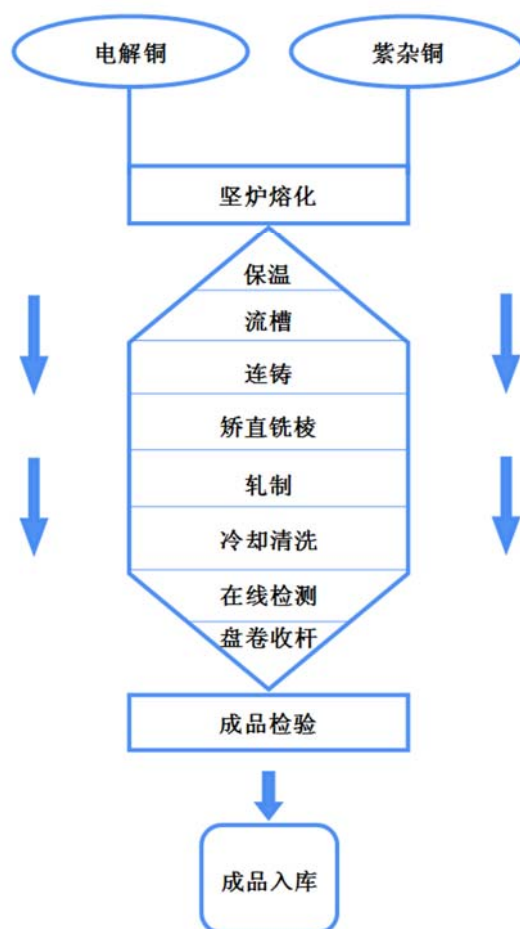 电解铜
紫杂铜
坚炉熔化
保温
流槽
连铸
矫直铣棱
轧制
冷却清洗
在线检测
盘卷收杆
成品检验
成品入库